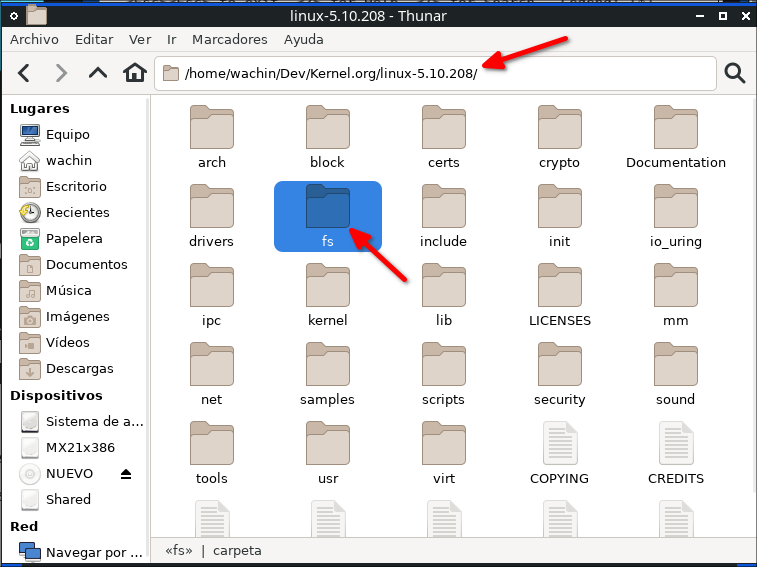 linux-5.10.208 - Thunar
Archivo Editar Ver Ir Marcadores Ayuda
/home/wachin/Dev/Kernel.org/linux-5.10.208/
Lugares
Equipo
wachin
Escritorio
Recientes
Papelera
Documentos
Música
Imágenes
Vídeos
Descargas
Dispositivos
Sistema de a...
MX21x386
NUEVO
Shared
Red
Navegar por ...
arch block certs crypto Documentation
drivers fs include init io_uring
ipc kernel lib LICENSES mm
net samples scripts security sound
tools usr virt COPYING CREDITS
«fs» | carpeta